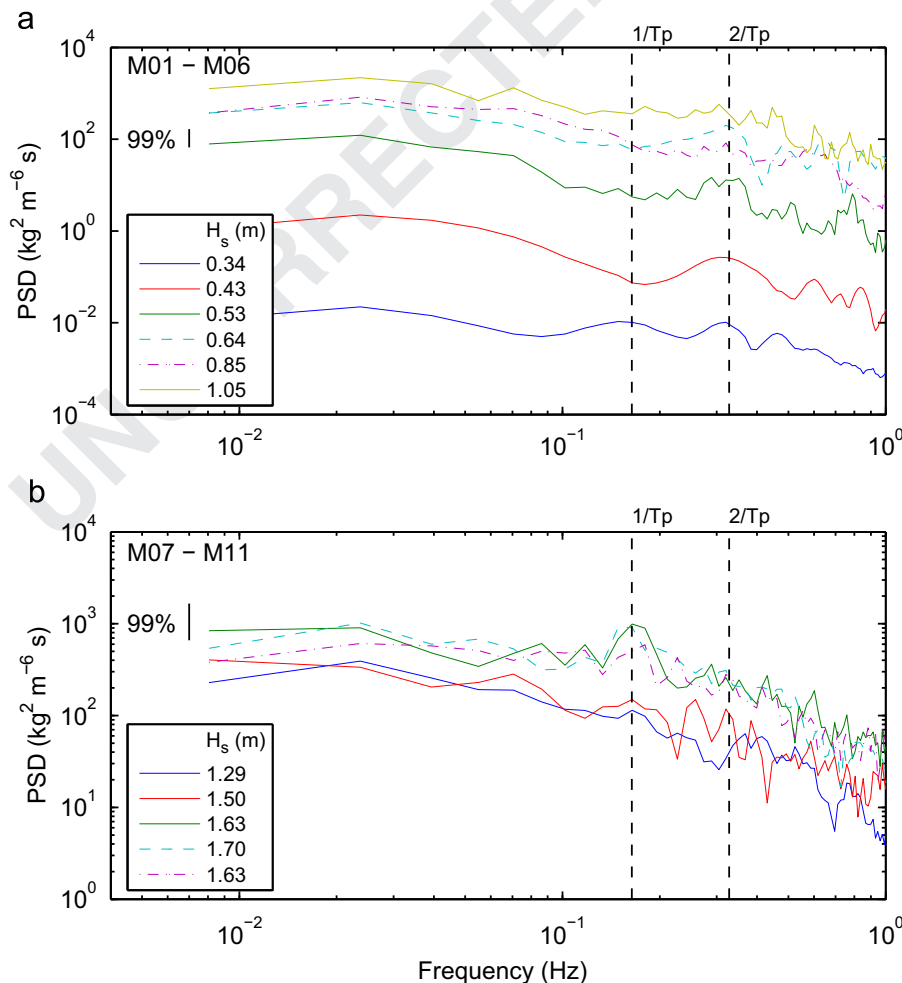 a
1/Tp 2/Tp
10^4
M01 − M06
10^2
99%
10^0
10^−2
10^−4
PSD (kg^2 m^−6 s)
H_s (m)
0.34
0.43
0.53
0.64
0.85
1.05
10^−2 10^−1 10^0
UNCORRECTE
b
1/Tp 2/Tp
10^4
M07 − M11
10^3
99%
10^2
10^1
10^0
PSD (kg^2 m^−6 s)
H_s (m)
1.29
1.50
1.63
1.70
1.63
10^−2 10^−1 10^0
Frequency (Hz)